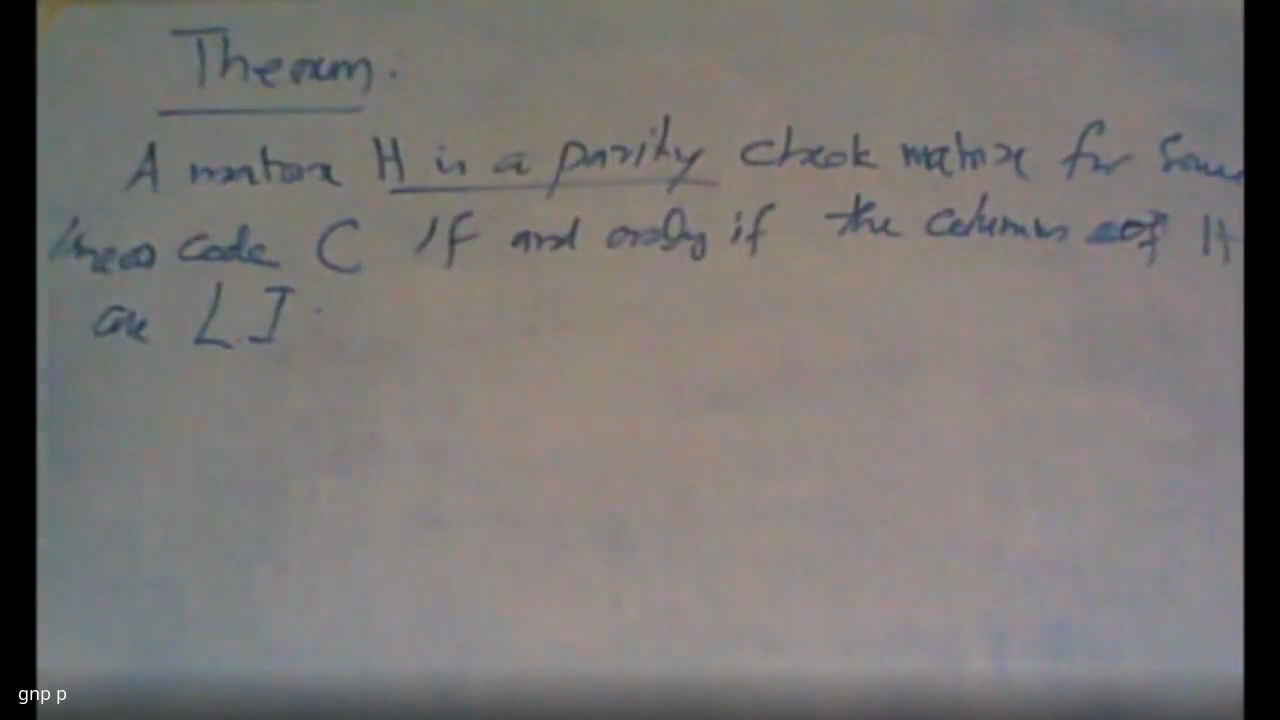 Theorem.
A matrix H is a parity check matrix for some
linear code C If and only if the columns of H
are LI.
gnp p